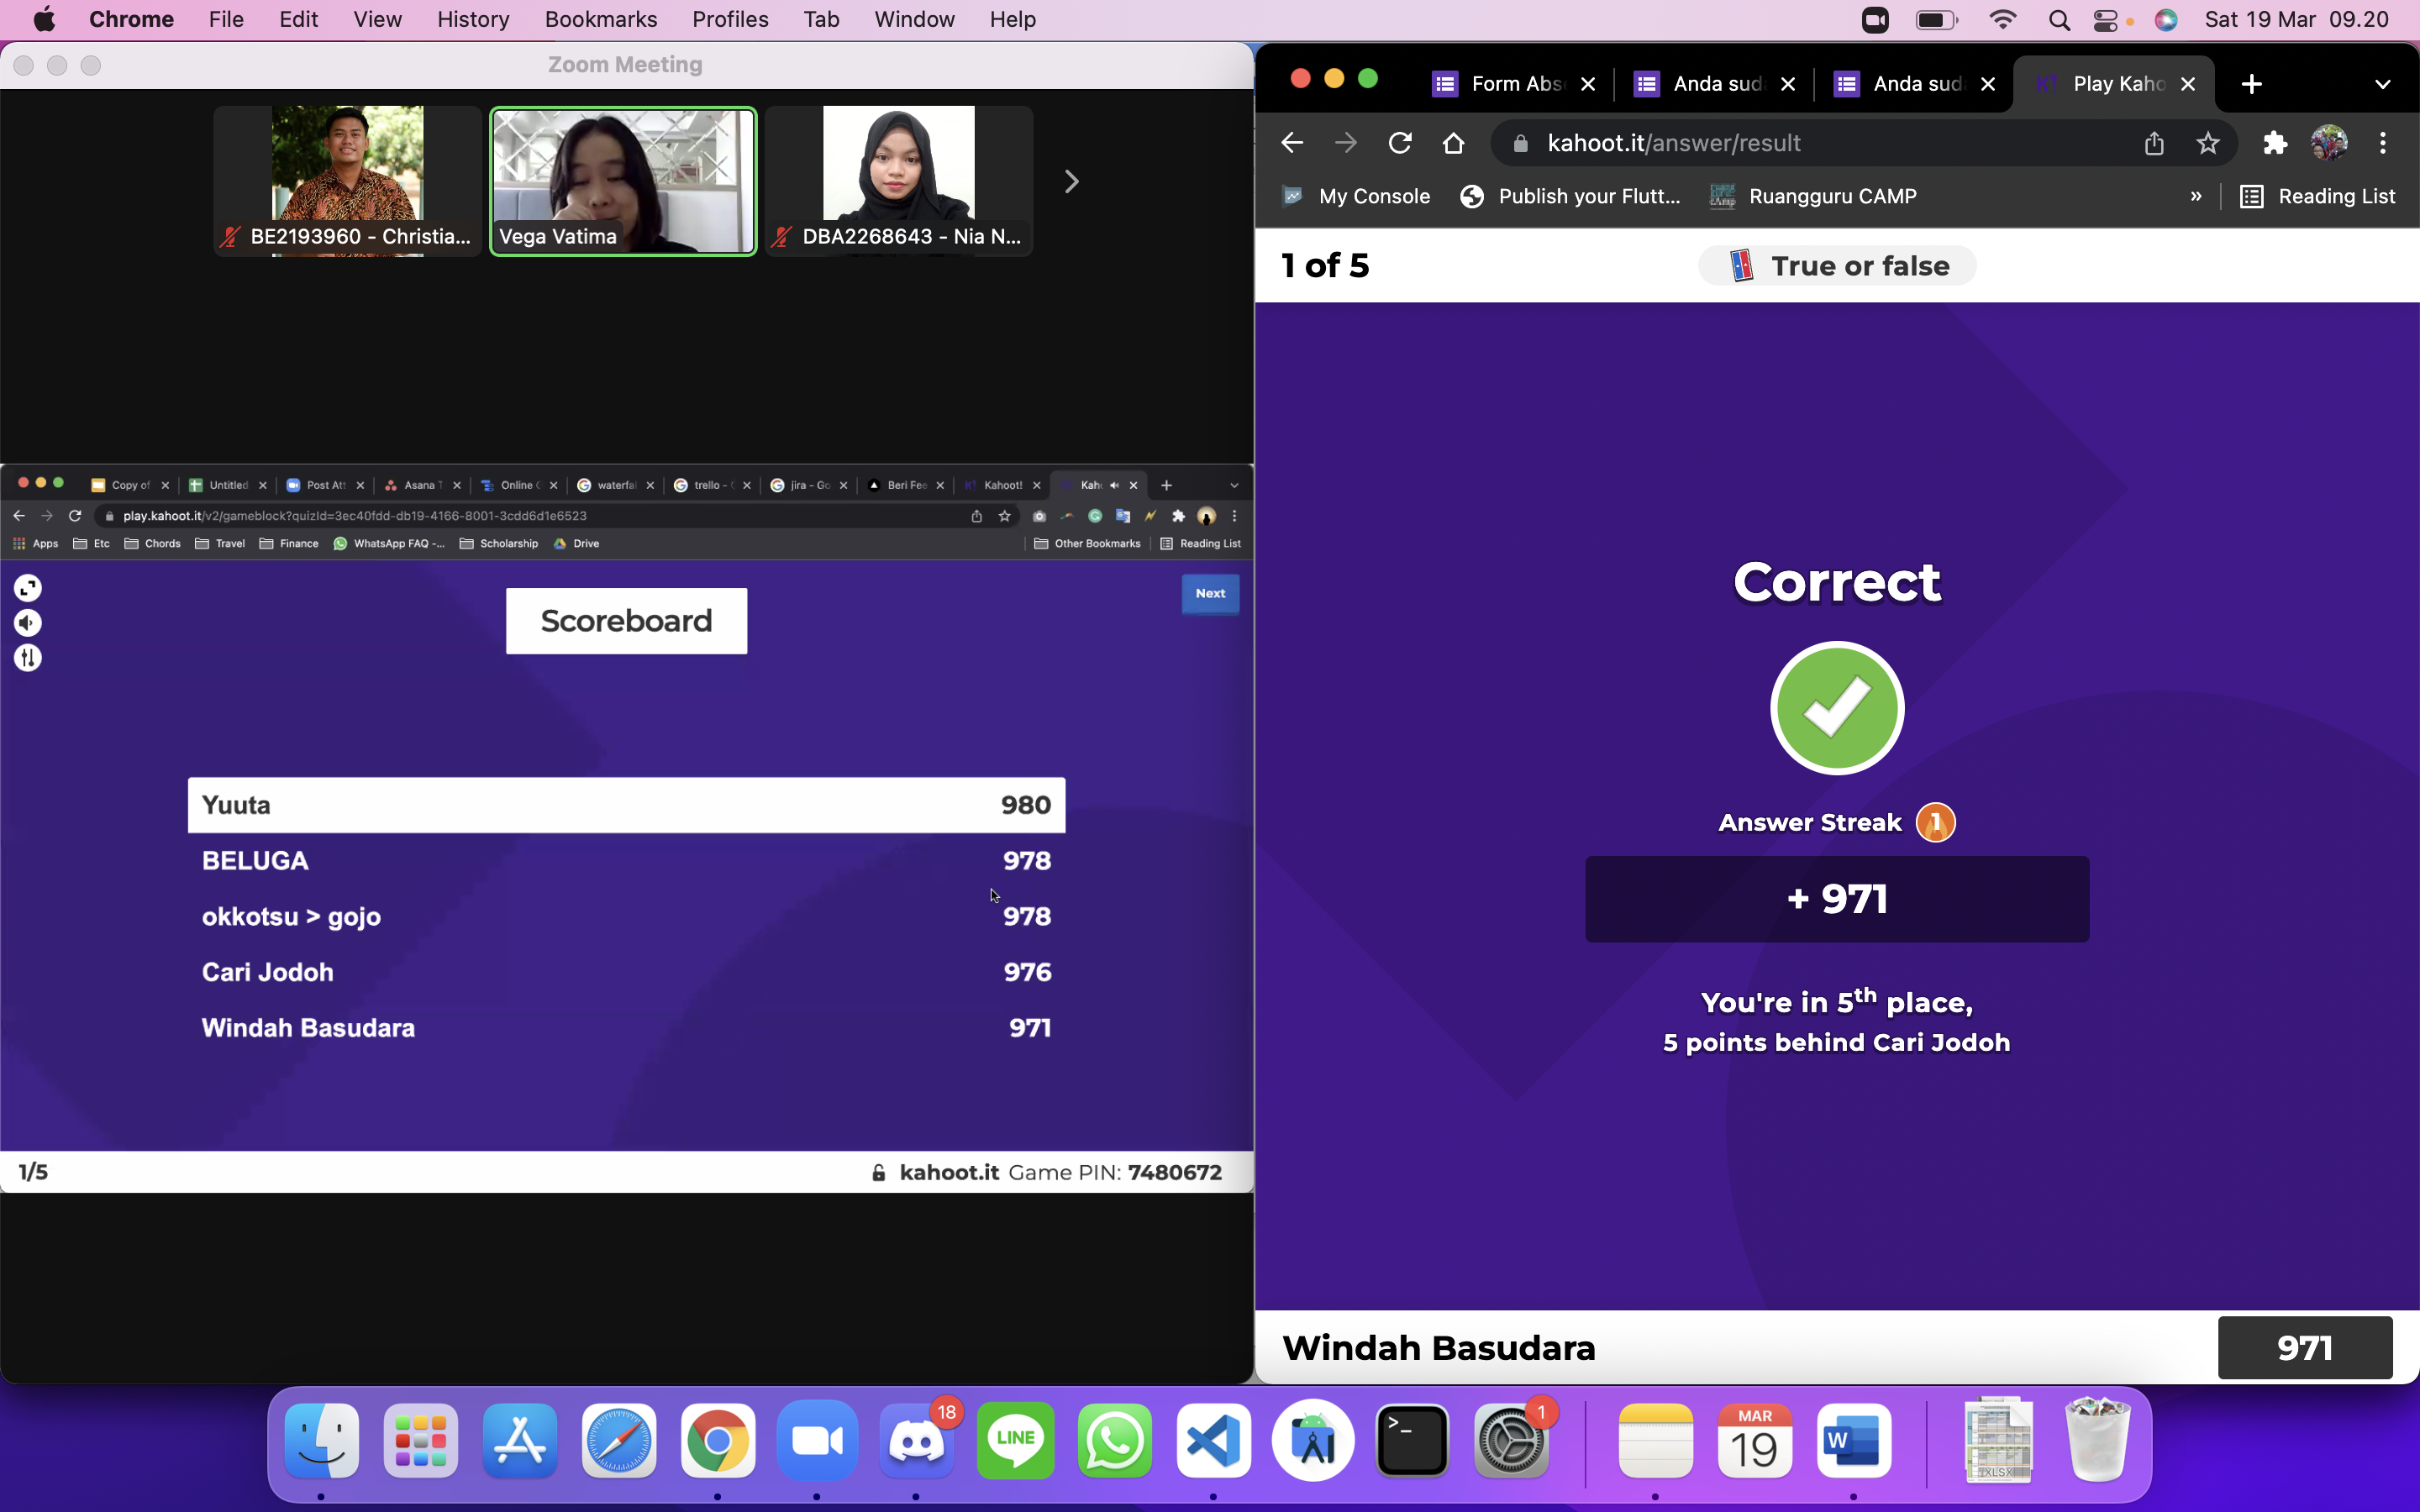 Chrome File Edit View History Bookmarks Profiles Tab Window Help
Sat 19 Mar 09.20
Zoom Meeting
BE2193960 - Christia...
Vega Vatima
DBA2268643 - Nia N...
Copy of
Untitled
Post Att
Asana T
Online
waterfa
trello -
jira - Go
Beri Fee
Kahoot!
Kah
play.kahoot.it/v2/gameblock?quizId=3ec40fdd-db19-4166-8001-3cdd6d1e6523
Apps Etc Chords Travel Finance WhatsApp FAQ -... Scholarship Drive Other Bookmarks Reading List
Scoreboard
Next
Yuuta 980
BELUGA 978
okkotsu > gojo 978
Cari Jodoh 976
Windah Basudara 971
1/5
kahoot.it Game PIN: 7480672
Form Abs
Anda sud
Anda sud
Play Kaho
kahoot.it/answer/result
My Console Publish your Flutt... Ruangguru CAMP » Reading List
1 of 5
True or false
Correct
Answer Streak 1
+ 971
You're in 5th place,
5 points behind Cari Jodoh
Windah Basudara
971
18
LINE
>_
1
MAR
19
W
XLSX